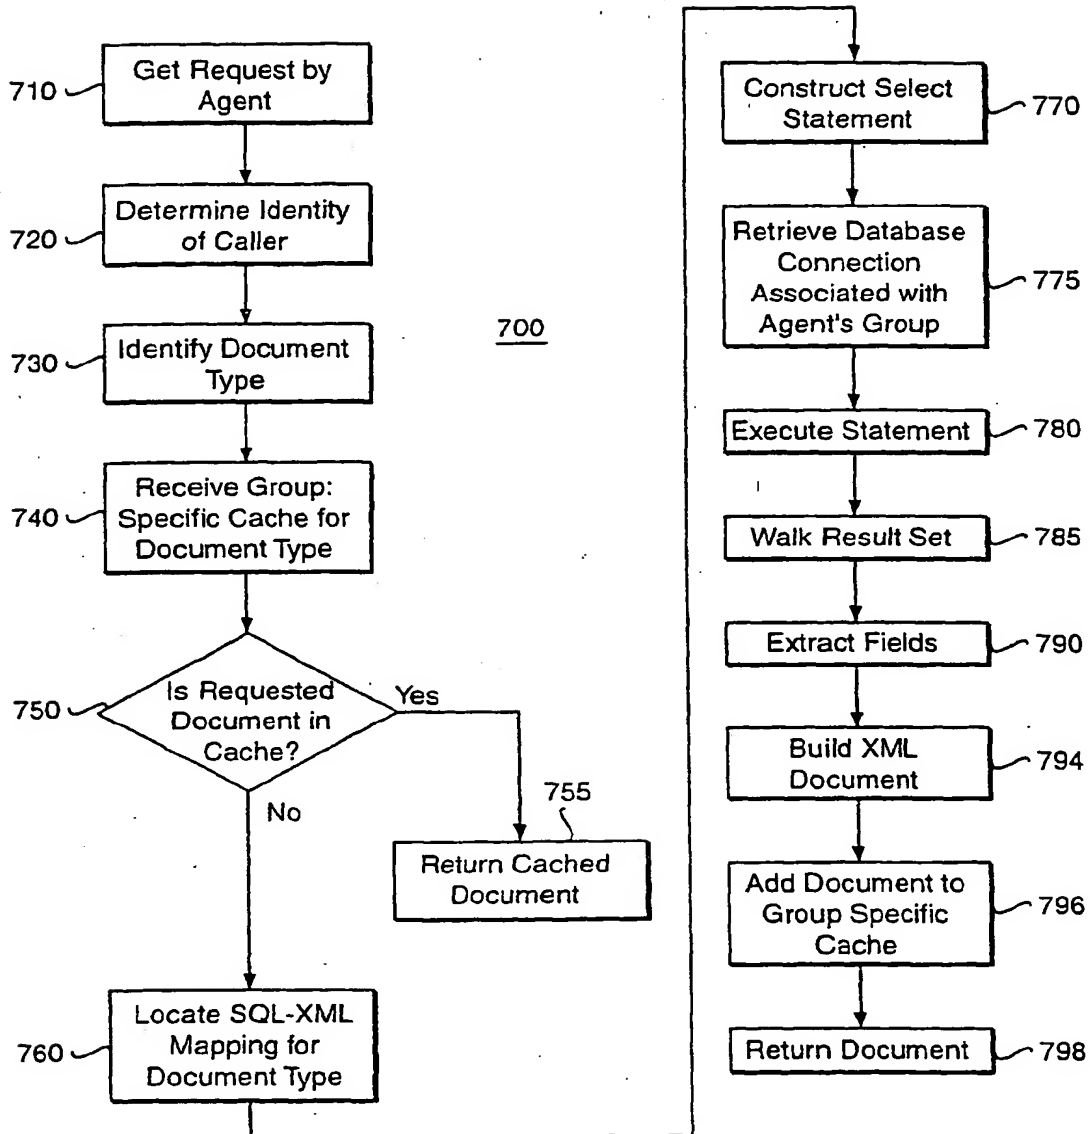 710
Get Request by
Agent
720
Determine Identity
of Caller
730
Identify Document
Type
740
Receive Group:
Specific Cache for
Document Type
750
Is Requested
Document in
Cache?
Yes
No
755
Return Cached
Document
760
Locate SQL-XML
Mapping for
Document Type
700
Construct Select
Statement
770
Retrieve Database
Connection
Associated with
Agent's Group
775
Execute Statement
780
Walk Result Set
785
Extract Fields
790
Build XML
Document
794
Add Document to
Group Specific
Cache
796
Return Document
798